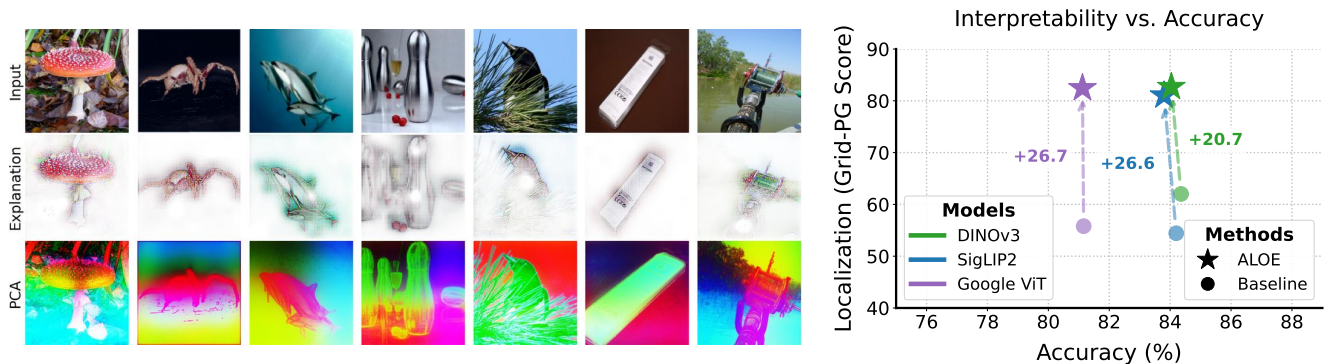 Input
Explanation
PCA
Interpretability vs. Accuracy
Localization (Grid-PG Score)
90
80
70
60
50
40
+26.7
+26.6
+20.7
Models
DINOv3
SigLIP2
Google ViT
Methods
ALOE
Baseline
76
78
80
82
84
86
88
Accuracy (%)